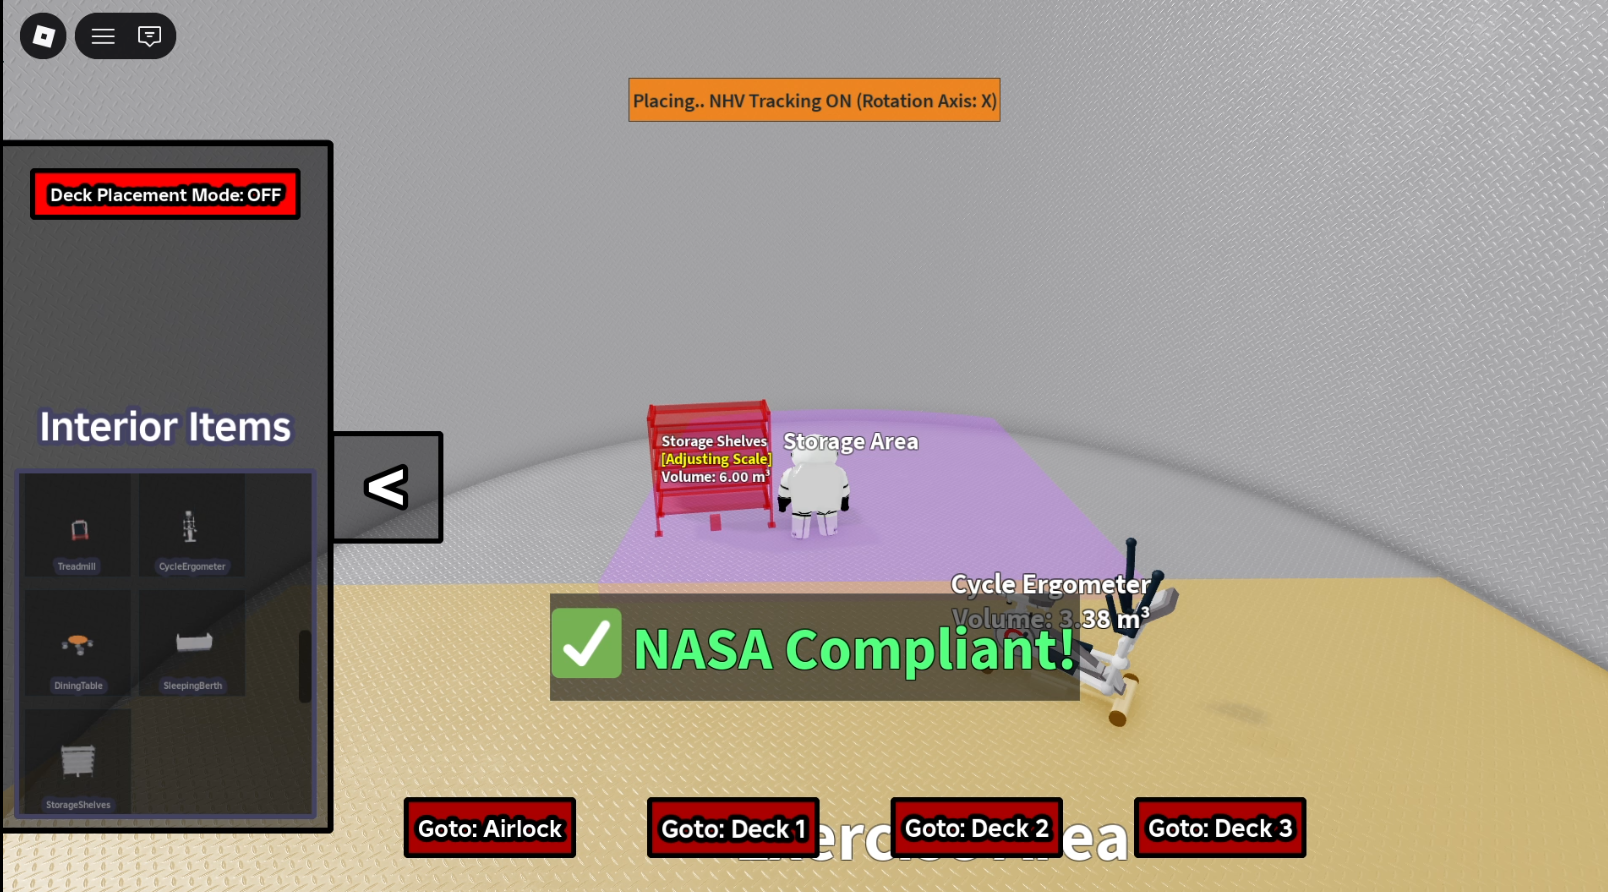 Placing.. NHV Tracking ON (Rotation Axis: X)
Deck Placement Mode: OFF
Interior Items
Treadmill
CycleErgometer
DiningTable
SleepingBerth
StorageShelves
<
Storage Shelves
[Adjusting Scale]
Volume: 6.00 m³
Storage Area
Cycle Ergometer
Volume: 3.38 m³
NASA Compliant!
Goto: Airlock
Goto: Deck 1
Goto: Deck 2
Goto: Deck 3